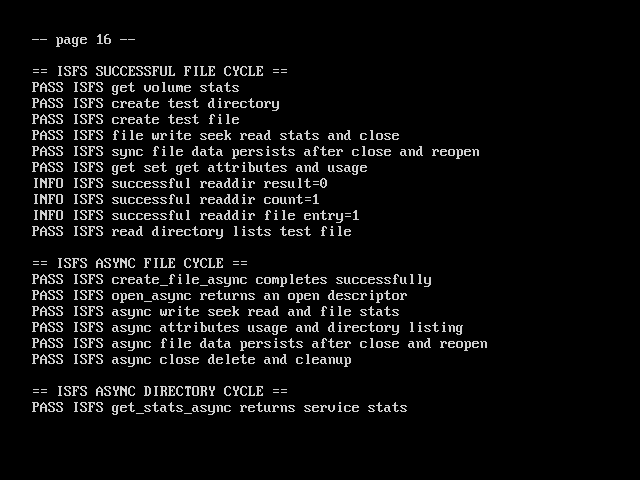 -- page 16 --
== ISFS SUCCESSFUL FILE CYCLE ==
PASS ISFS get volume stats
PASS ISFS create test directory
PASS ISFS create test file
PASS ISFS file write seek read stats and close
PASS ISFS sync file data persists after close and reopen
PASS ISFS get set get attributes and usage
INFO ISFS successful readdir result=0
INFO ISFS successful readdir count=1
INFO ISFS successful readdir file entry=1
PASS ISFS read directory lists test file
== ISFS ASYNC FILE CYCLE ==
PASS ISFS create_file_async completes successfully
PASS ISFS open_async returns an open descriptor
PASS ISFS async write seek read and file stats
PASS ISFS async attributes usage and directory listing
PASS ISFS async file data persists after close and reopen
PASS ISFS async close delete and cleanup
== ISFS ASYNC DIRECTORY CYCLE ==
PASS ISFS get_stats_async returns service stats